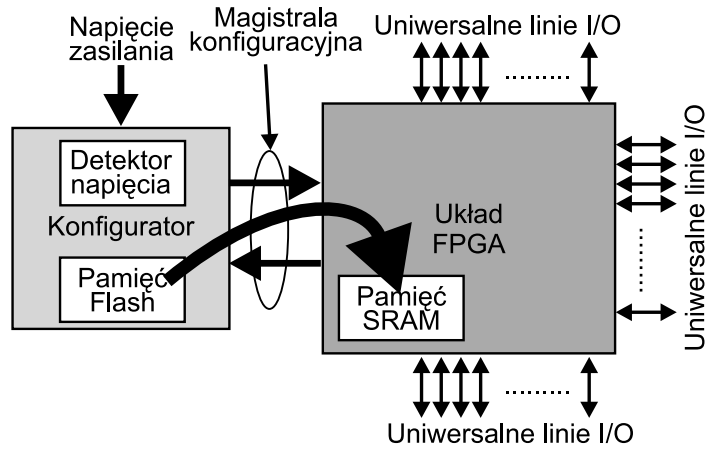 Napięcie
zasilania
Magistrala
konfiguracyjna
Uniwersalne linie I/O
Detektor
napięcia
Konfigurator
Pamięć
Flash
Układ
FPGA
Pamięć
SRAM
Uniwersalne linie I/O
Uniwersalne linie I/O